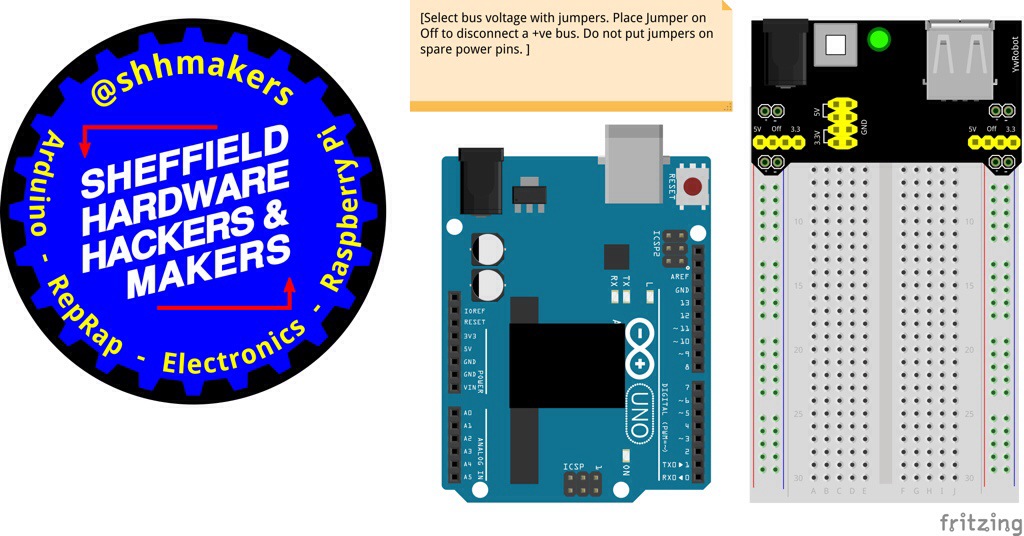 @shhmakers
SHEFFIELD
HARDWARE
HACKERS &
MAKERS
Arduino - RepRap - Electronics - Raspberry Pi
[Select bus voltage with jumpers. Place Jumper on
Off to disconnect a +ve bus. Do not put jumpers on
spare power pins. ]
RESET
ICSP2
AREF
GND
13
12
~11
~10
~9
8
7
~6
~5
4
~3
2
TXO▶1
RXO◀0
DIGITAL (PWM=~)
TX
RX
L
IOREF
RESET
3V3
5V
GND
GND
VIN
POWER
A0
A1
A2
A3
A4
A5
ANALOG IN
UNO
ON
ICSP
1
YwRobot
5V
3.3V
GND
5V Off 3.3
5V Off 3.3
10 10
15 15
20 20
25 25
30 30
A B C D E F G H I J
fritzing